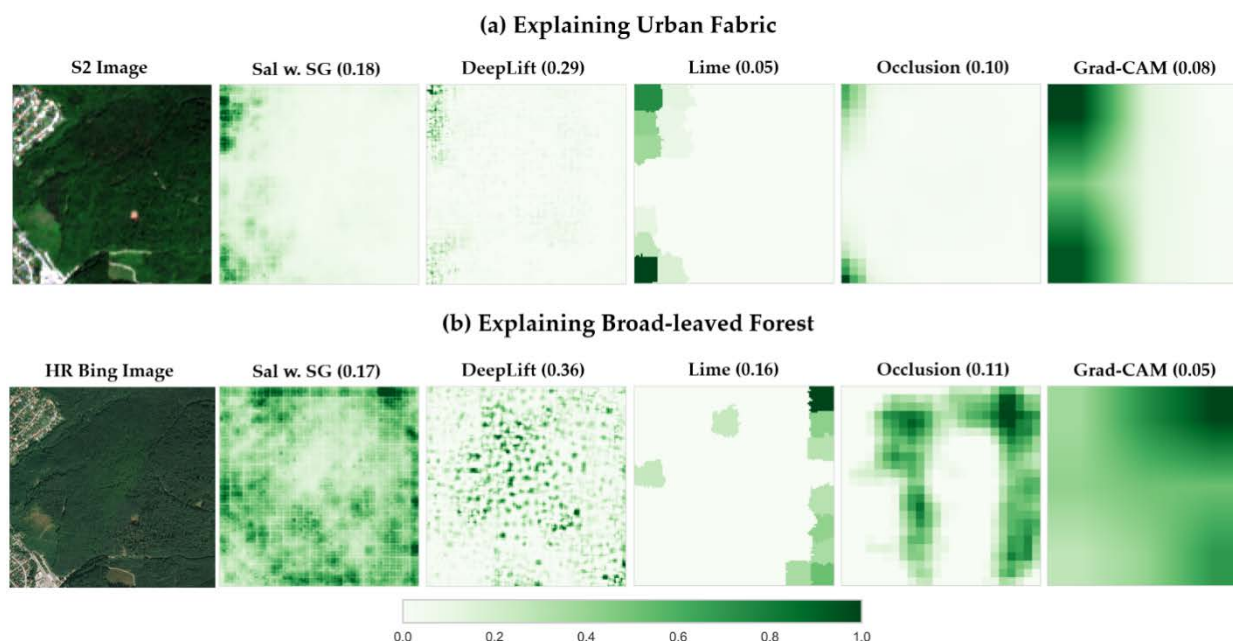 (a) Explaining Urban Fabric
S2 Image Sal w. SG (0.18) DeepLift (0.29) Lime (0.05) Occlusion (0.10) Grad-CAM (0.08)
(b) Explaining Broad-leaved Forest
HR Bing Image Sal w. SG (0.17) DeepLift (0.36) Lime (0.16) Occlusion (0.11) Grad-CAM (0.05)
0.0 0.2 0.4 0.6 0.8 1.0